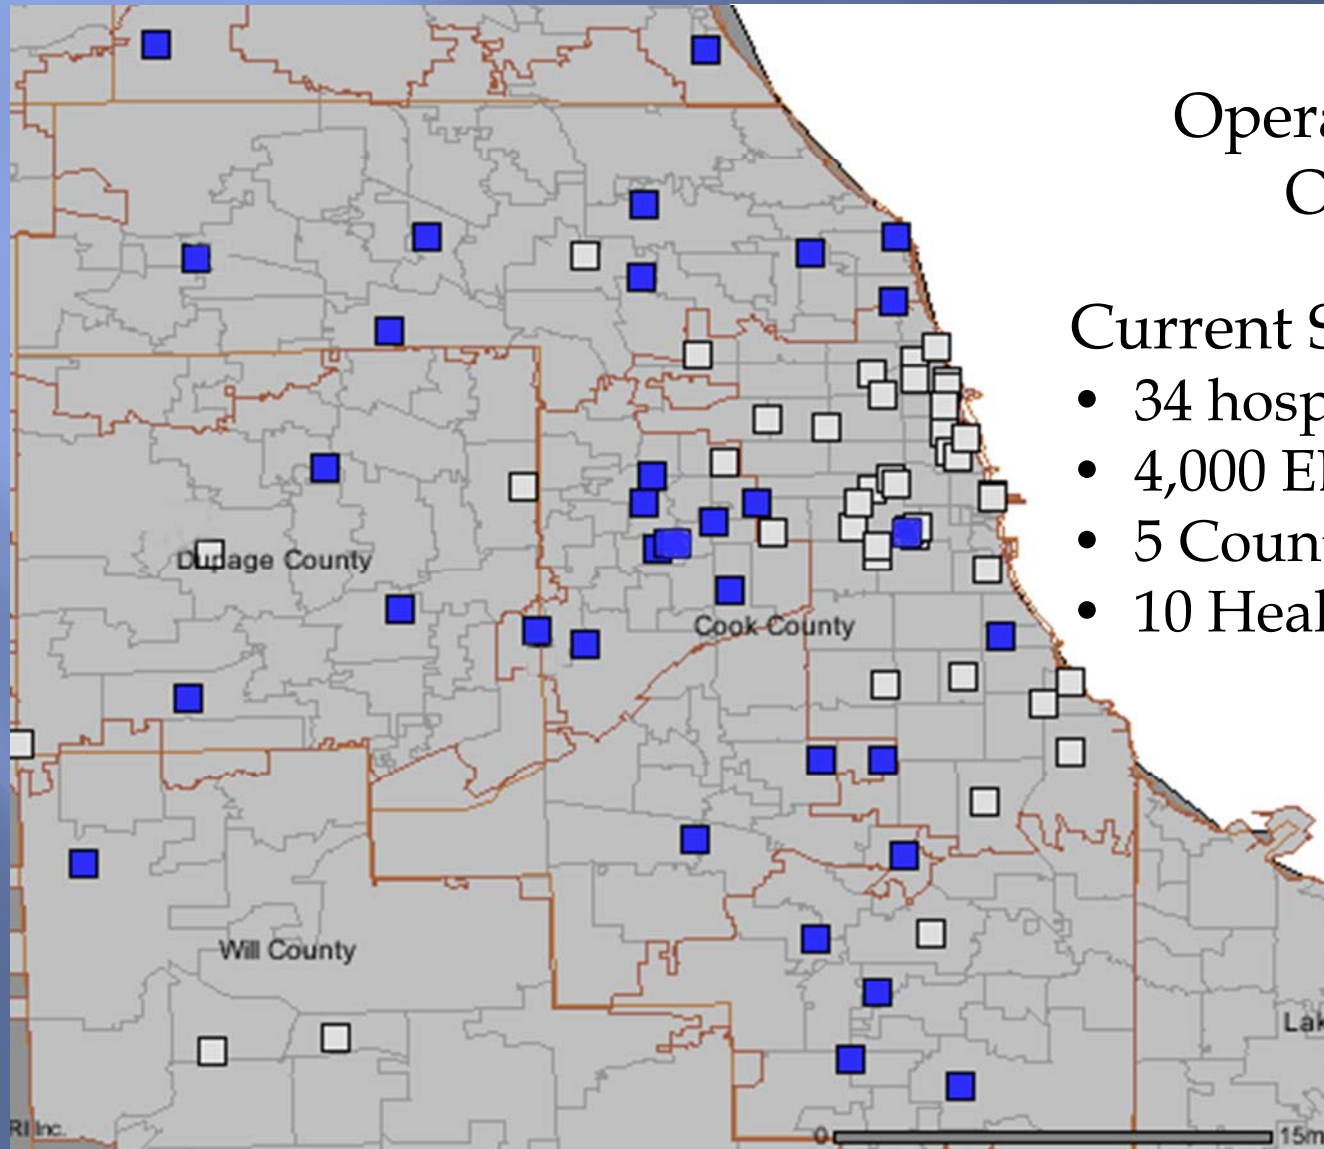 Opera
O
Current S
• 34 hosp
• 4,000 E
• 5 Coun
• 10 Heal
Dupage County
Cook County
Will County
Lak
RI Inc.
0 15m